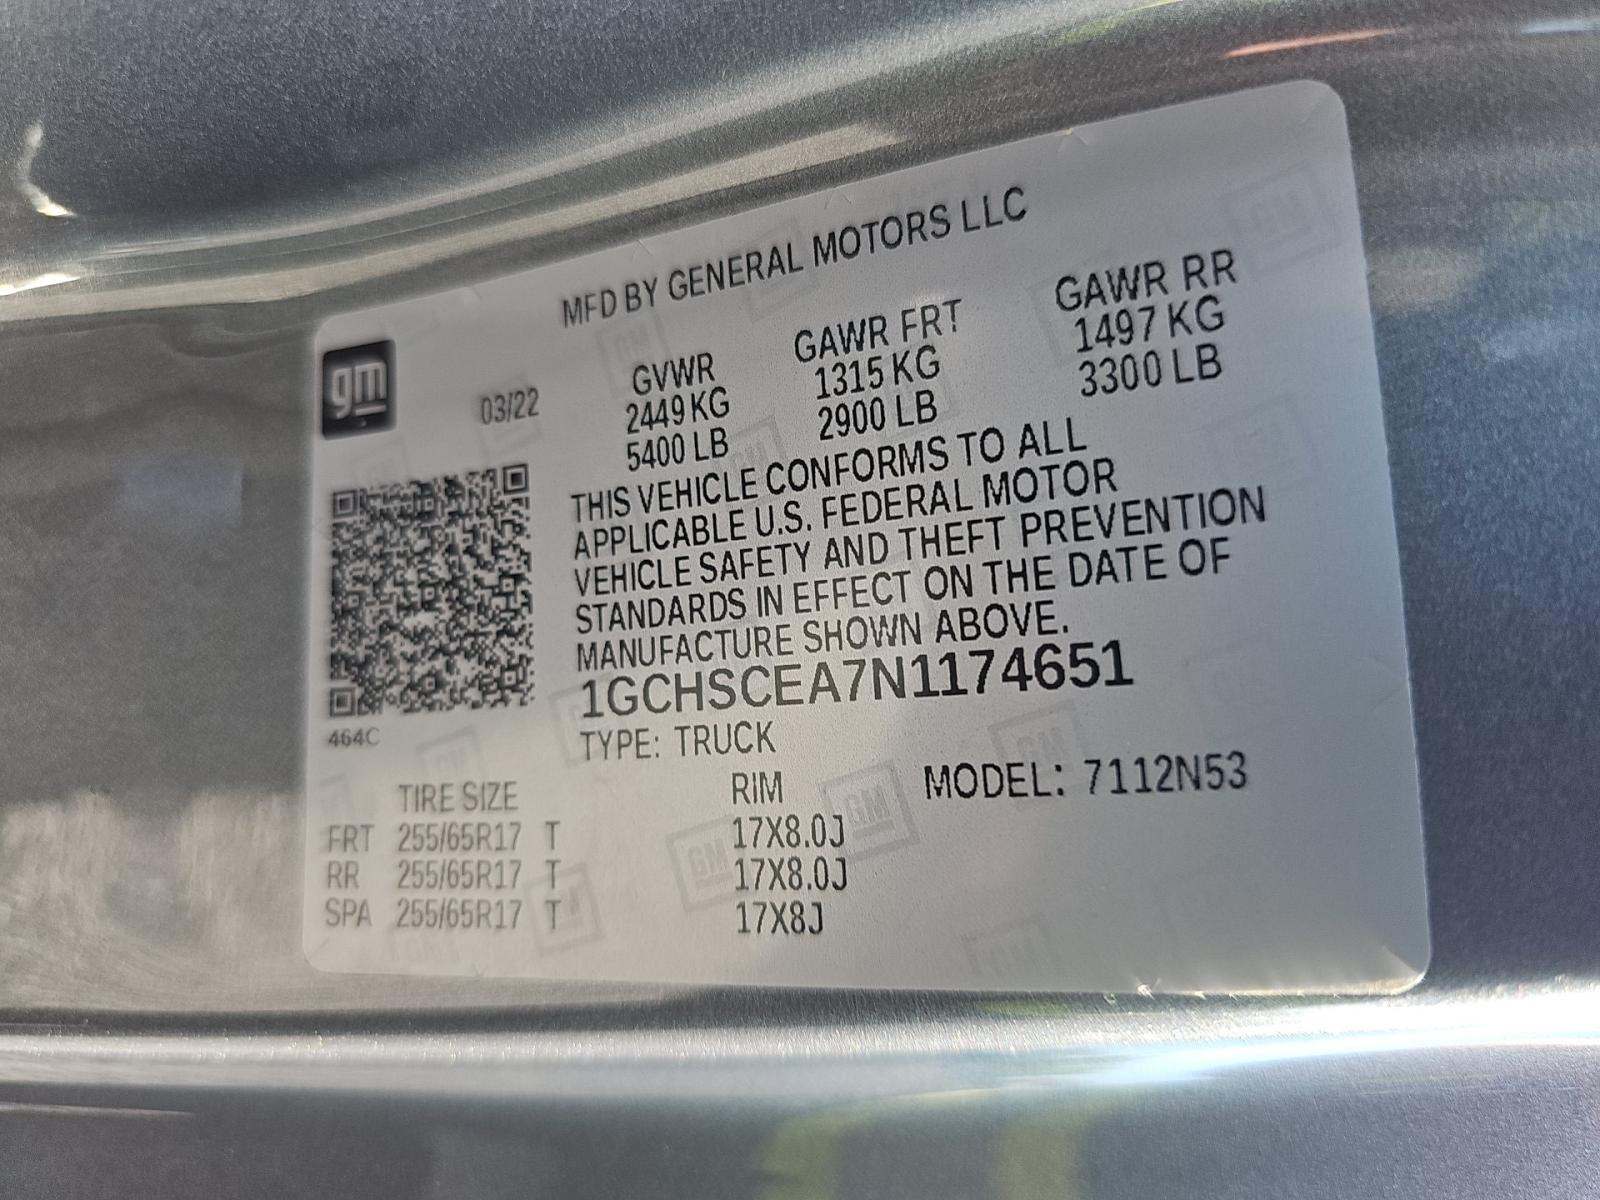 MFD BY GENERAL MOTORS LLC
gm
03/22
GVWR
2449 KG
5400 LB
GAWR FRT
1315 KG
2900 LB
GAWR RR
1497 KG
3300 LB
THIS VEHICLE CONFORMS TO ALL
APPLICABLE U.S. FEDERAL MOTOR
VEHICLE SAFETY AND THEFT PREVENTION
STANDARDS IN EFFECT ON THE DATE OF
MANUFACTURE SHOWN ABOVE.
1GCHSCEA7N1174651
464C
TYPE: TRUCK
MODEL: 7112N53
TIRE SIZE RIM
FRT 255/65R17 T 17X8.0J
RR 255/65R17 T 17X8.0J
SPA 255/65R17 T 17X8J